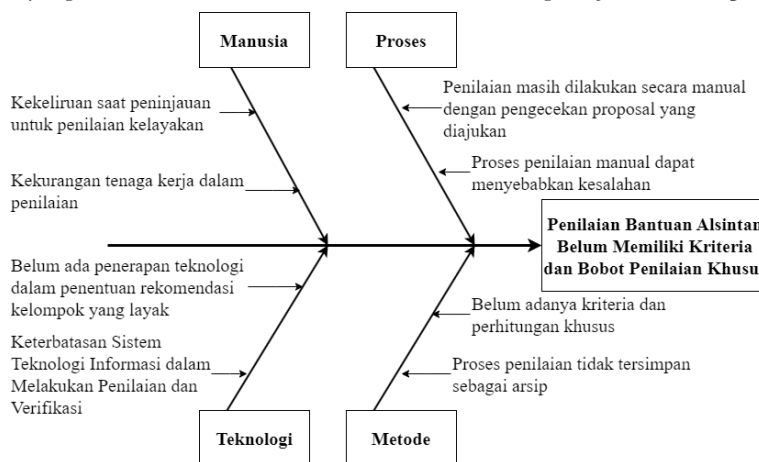 Manusia
Proses
Kekeliruan saat peninjauan
untuk penilaian kelayakan
Penilaian masih dilakukan secara manual
dengan pengecekan proposal yang
diajukan
Kekurangan tenaga kerja dalam
penilaian
Proses penilaian manual dapat
menyebabkan kesalahan
Penilaian Bantuan Alsintan
Belum Memiliki Kriteria
dan Bobot Penilaian Khusu
Belum ada penerapan teknologi
dalam penentuan rekomendasi
kelompok yang layak
Belum adanya kriteria dan
perhitungan khusus
Keterbatasan Sistem
Teknologi Informasi dalam
Melakukan Penilaian dan
Verifikasi
Proses penilaian tidak tersimpan
sebagai arsip
Teknologi
Metode